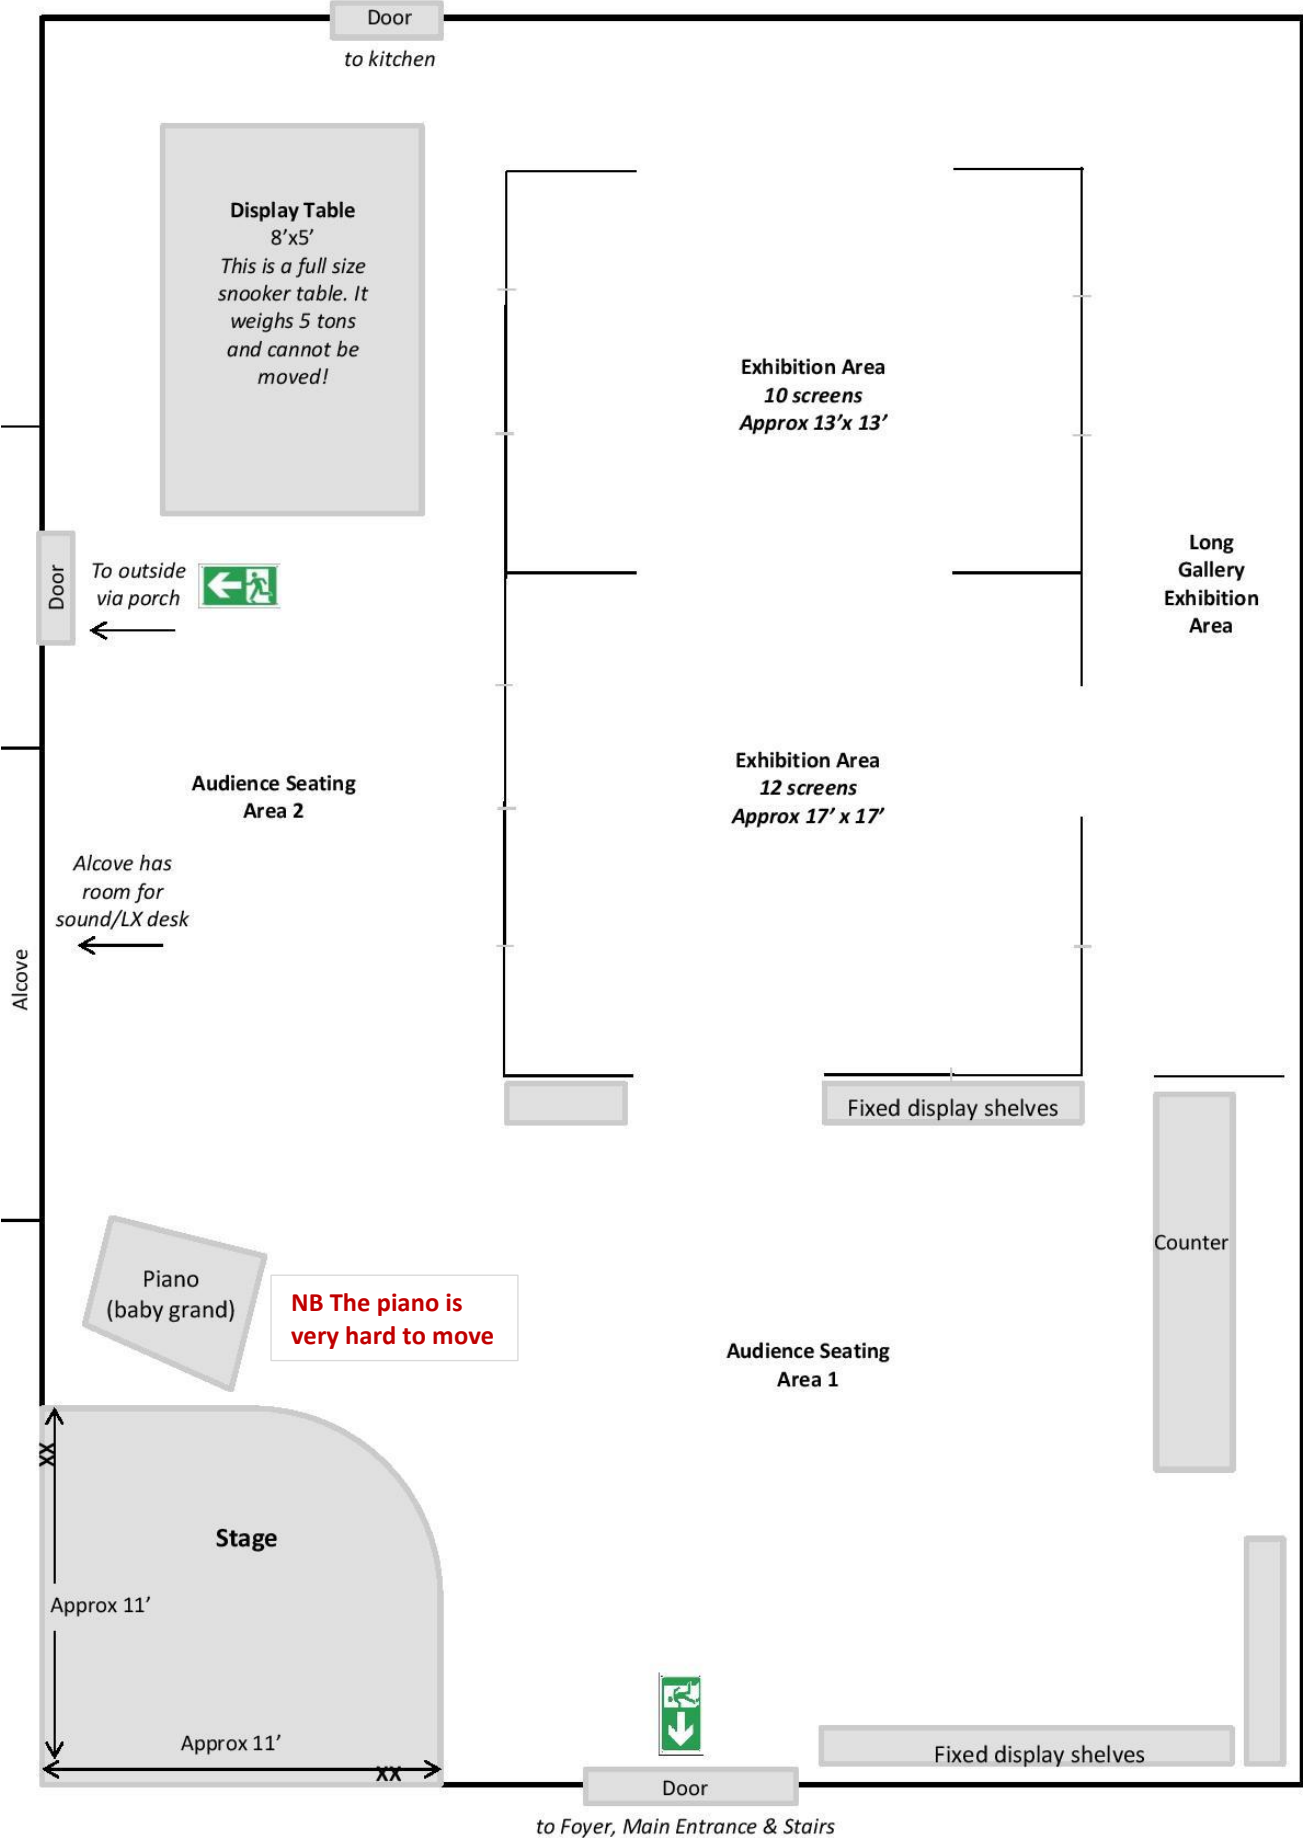 Door
to kitchen
Display Table
8’x5’
This is a full size
snooker table. It
weighs 5 tons
and cannot be
moved!
Exhibition Area
10 screens
Approx 13’x 13’
Door
To outside
via porch
Long
Gallery
Exhibition
Area
Audience Seating
Area 2
Exhibition Area
12 screens
Approx 17’ x 17’
Alcove has
room for
sound/LX desk
Alcove
Fixed display shelves
Counter
Piano
(baby grand)
NB The piano is
very hard to move
Audience Seating
Area 1
XX
Stage
Approx 11’
Approx 11’
XX
Fixed display shelves
Door
to Foyer, Main Entrance & Stairs